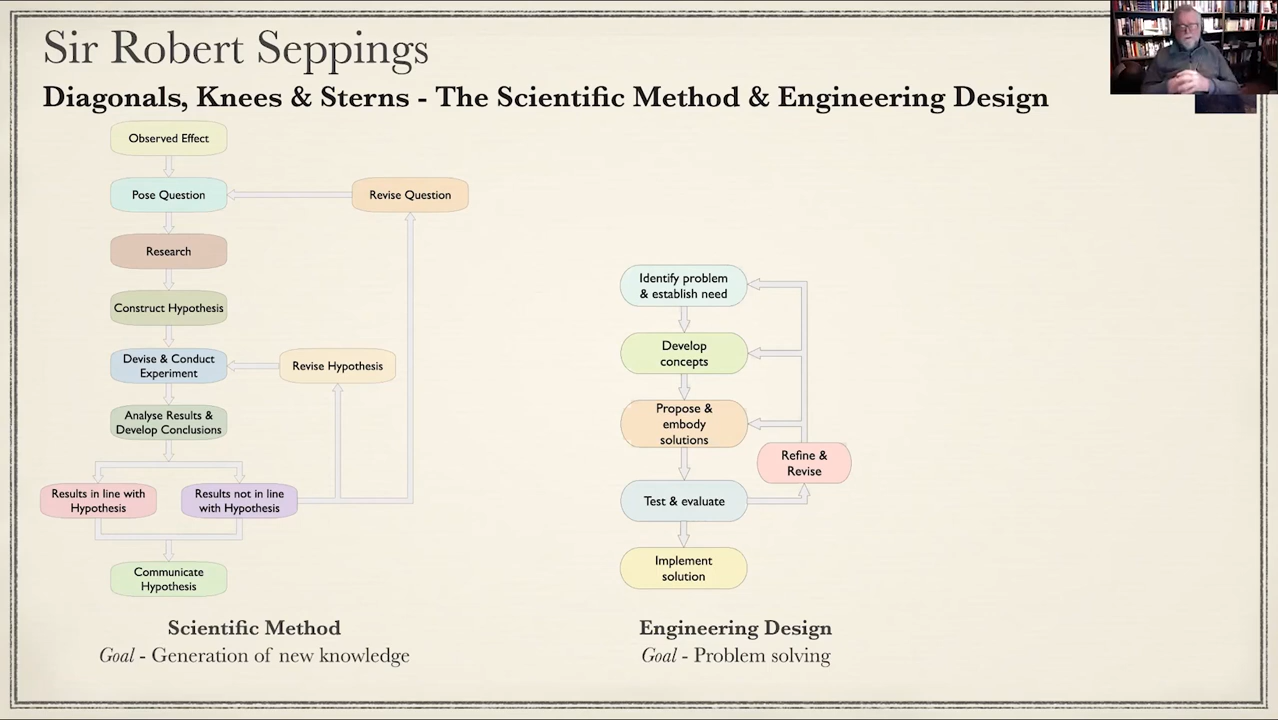 Sir Robert Seppings
Diagonals, Knees & Sterns - The Scientific Method & Engineering Design
Observed Effect
Pose Question
Revise Question
Research
Construct Hypothesis
Devise & Conduct
Experiment
Revise Hypothesis
Analyse Results &
Develop Conclusions
Results in line with
Hypothesis
Results not in line
with Hypothesis
Communicate
Hypothesis
Scientific Method
Goal - Generation of new knowledge
Identify problem
& establish need
Develop
concepts
Propose &
embody
solutions
Refine &
Revise
Test & evaluate
Implement
solution
Engineering Design
Goal - Problem solving